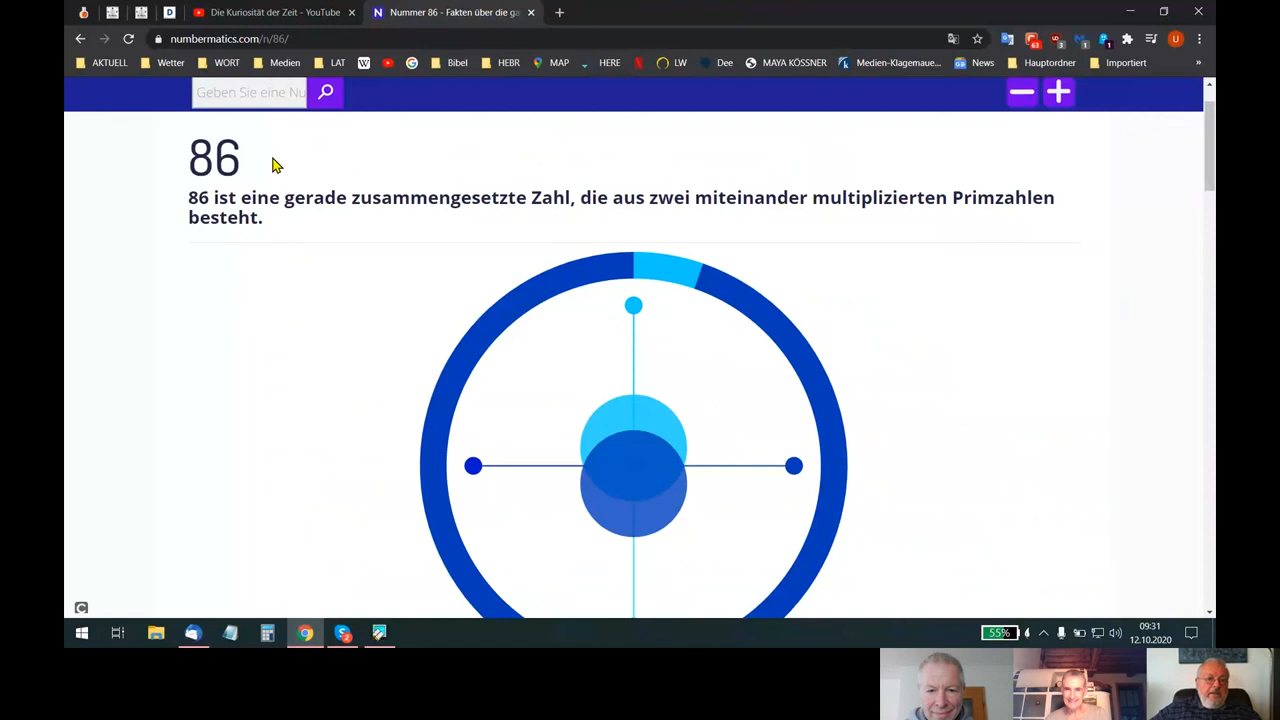 Die Kuriosität der Zeit - YouTube
Nummer 86 - Fakten über die ga
numbermatics.com/n/86/
AKTUELL Wetter WORT Medien LAT Bibel HEBR MAP HERE LW Dee MAYA KÖSSNER Medien-Klagemaue... News Hauptordner Importiert
Geben Sie eine Nu
86
86 ist eine gerade zusammengesetzte Zahl, die aus zwei miteinander multiplizierten Primzahlen
besteht.
55%
09:31
12.10.2020